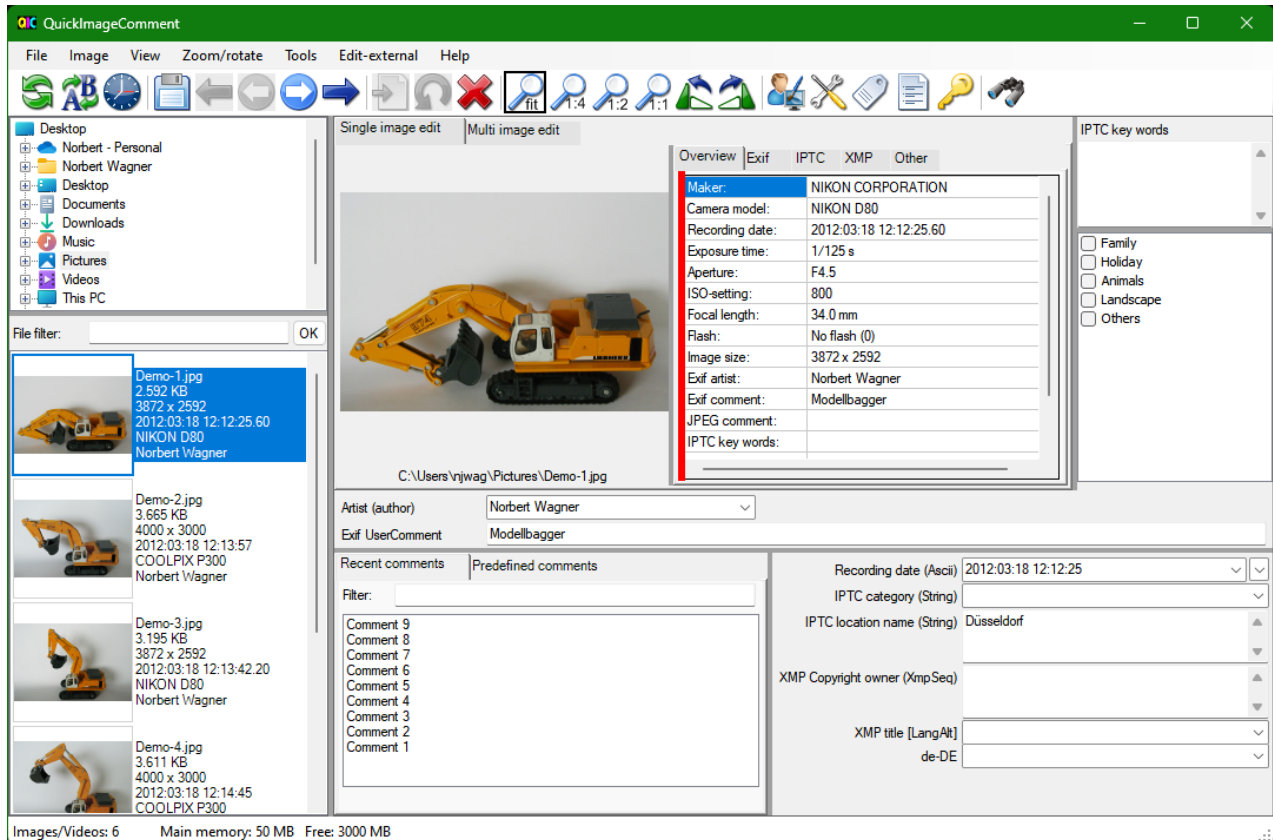 QIC QuickImageComment
File Image View Zoom/rotate Tools Edit-external Help
AB fit 1:4 1:2 1:1
Desktop
Norbert - Personal
Norbert Wagner
Desktop
Documents
Downloads
Music
Pictures
Videos
This PC
File filter: OK
Demo-1.jpg
2.592 KB
3872 x 2592
2012:03:18 12:12:25.60
NIKON D80
Norbert Wagner
Demo-2.jpg
3.665 KB
4000 x 3000
2012:03:18 12:13:57
COOLPIX P300
Norbert Wagner
Demo-3.jpg
3.195 KB
3872 x 2592
2012:03:18 12:13:42.20
NIKON D80
Norbert Wagner
Demo-4.jpg
3.611 KB
4000 x 3000
2012:03:18 12:14:45
COOLPIX P300
Single image edit Multi image edit
LIEBHERR
C:\Users\njwag\Pictures\Demo-1.jpg
Overview Exif IPTC XMP Other
Maker: NIKON CORPORATION
Camera model: NIKON D80
Recording date: 2012:03:18 12:12:25.60
Exposure time: 1/125 s
Aperture: F4.5
ISO-setting: 800
Focal length: 34.0 mm
Flash: No flash (0)
Image size: 3872 x 2592
Exif artist: Norbert Wagner
Exif comment: Modellbagger
JPEG comment:
IPTC key words:
IPTC key words
Family
Holiday
Animals
Landscape
Others
Artist (author) Norbert Wagner
Exif UserComment Modellbagger
Recent comments Predefined comments
Filter:
Comment 9
Comment 8
Comment 7
Comment 6
Comment 5
Comment 4
Comment 3
Comment 2
Comment 1
Recording date (Ascii) 2012:03:18 12:12:25
IPTC category (String)
IPTC location name (String) Düsseldorf
XMP Copyright owner (XmpSeq)
XMP title [LangAlt]
de-DE
Images/Videos: 6 Main memory: 50 MB Free: 3000 MB